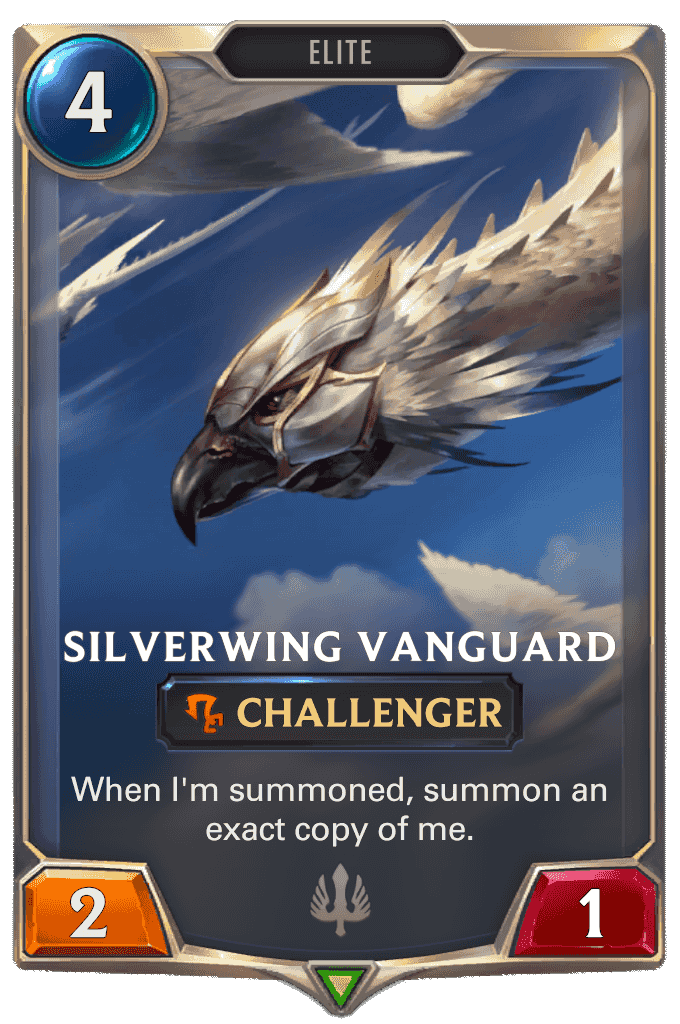 ELITE
4
SILVERWING VANGUARD
CHALLENGER
When I'm summoned, summon an
exact copy of me.
2
1